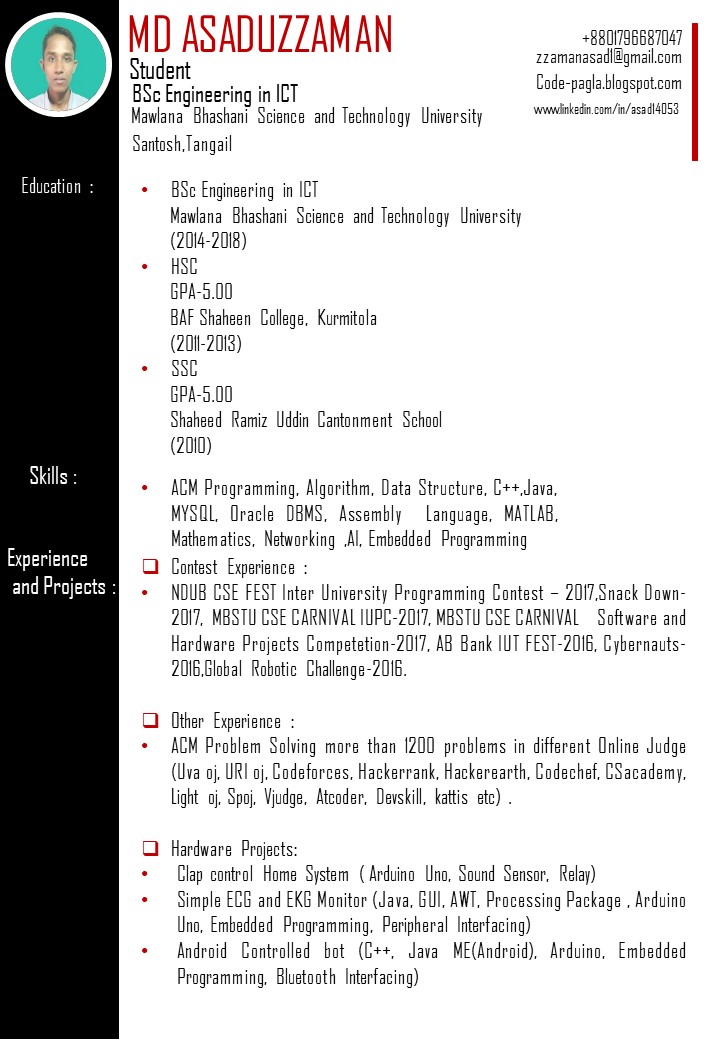 MD ASADUZZAMAN
Student
BSc Engineering in ICT
Mawlana Bhashani Science and Technology University
Santosh,Tangail
+8801796687047
zzamanasad1@gmail.com
Code-pagla.blogspot.com
www.linkedin.com/in/asad14053
Education :
• BSc Engineering in ICT
Mawlana Bhashani Science and Technology University
(2014-2018)
• HSC
GPA-5.00
BAF Shaheen College, Kurmitola
(2011-2013)
• SSC
GPA-5.00
Shaheed Ramiz Uddin Cantonment School
(2010)
Skills :
• ACM Programming, Algorithm, Data Structure, C++,Java,
MYSQL, Oracle DBMS, Assembly Language, MATLAB,
Mathematics, Networking ,AI, Embedded Programming
Experience
and Projects :
❑ Contest Experience :
• NDUB CSE FEST Inter University Programming Contest – 2017,Snack Down-
2017, MBSTU CSE CARNIVAL IUPC-2017, MBSTU CSE CARNIVAL Software and
Hardware Projects Competetion-2017, AB Bank IUT FEST-2016, Cybernauts-
2016,Global Robotic Challenge-2016.
❑ Other Experience :
• ACM Problem Solving more than 1200 problems in different Online Judge
(Uva oj, URI oj, Codeforces, Hackerrank, Hackerearth, Codechef, CSacademy,
Light oj, Spoj, Vjudge, Atcoder, Devskill, kattis etc) .
❑ Hardware Projects:
• Clap control Home System ( Arduino Uno, Sound Sensor, Relay)
• Simple ECG and EKG Monitor (Java, GUI, AWT, Processing Package , Arduino
Uno, Embedded Programming, Peripheral Interfacing)
• Android Controlled bot (C++, Java ME(Android), Arduino, Embedded
Programming, Bluetooth Interfacing)